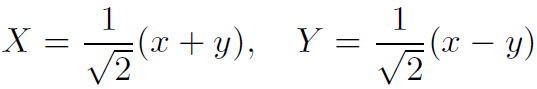 X = \frac{1}{\sqrt{2}}(x + y), \quad Y = \frac{1}{\sqrt{2}}(x - y)